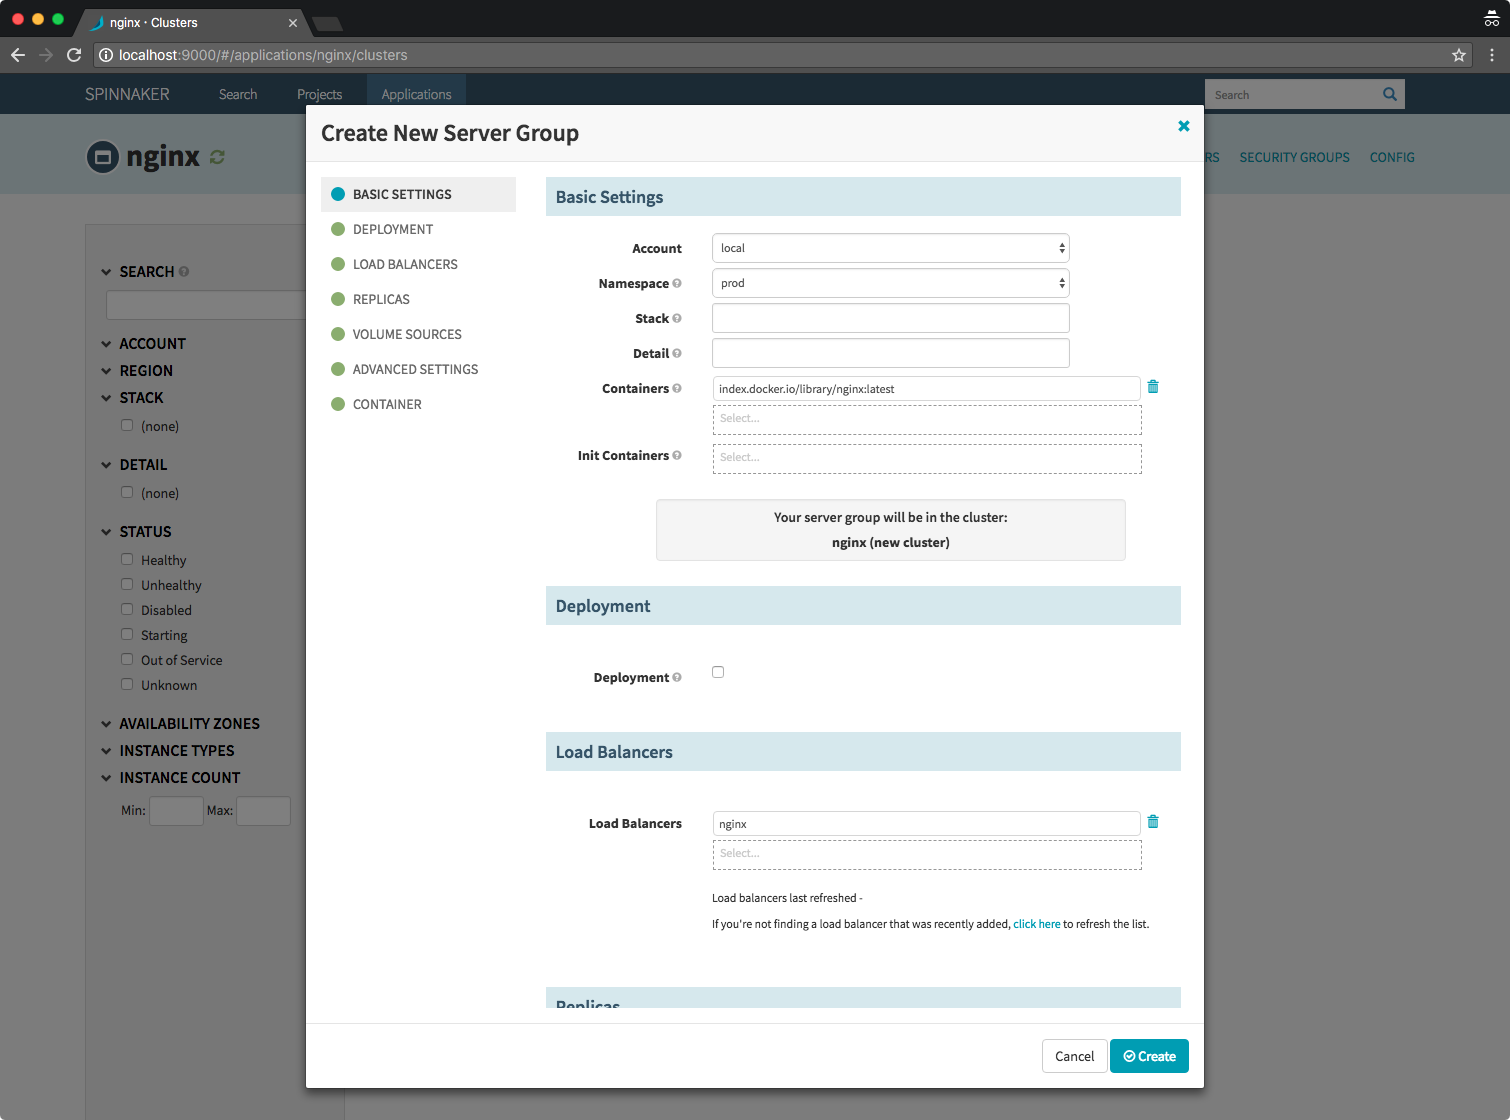 nginx · Clusters
localhost:9000/#/applications/nginx/clusters
SPINNAKER Search Projects Applications Search
nginx
RS SECURITY GROUPS CONFIG
SEARCH
ACCOUNT
REGION
STACK
(none)
DETAIL
(none)
STATUS
Healthy
Unhealthy
Disabled
Starting
Out of Service
Unknown
AVAILABILITY ZONES
INSTANCE TYPES
INSTANCE COUNT
Min: Max:
Create New Server Group
BASIC SETTINGS
DEPLOYMENT
LOAD BALANCERS
REPLICAS
VOLUME SOURCES
ADVANCED SETTINGS
CONTAINER
Basic Settings
Account local
Namespace prod
Stack
Detail
Containers index.docker.io/library/nginx:latest
Select...
Init Containers Select...
Your server group will be in the cluster:
nginx (new cluster)
Deployment
Deployment
Load Balancers
Load Balancers nginx
Select...
Load balancers last refreshed -
If you're not finding a load balancer that was recently added, click here to refresh the list.
Replicas
Cancel Create